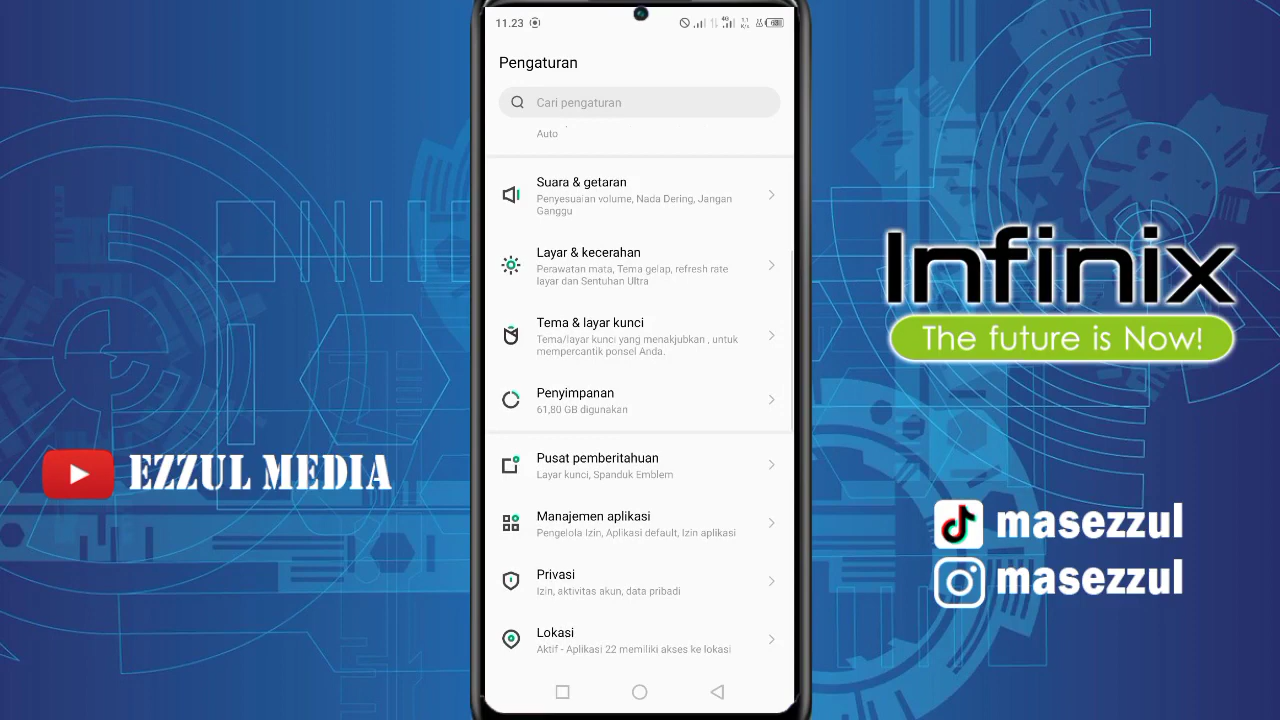 11.23
Pengaturan
Cari pengaturan
Auto
Suara & getaran
Penyesuaian volume, Nada Dering, Jangan
Ganggu
Layar & kecerahan
Perawatan mata, Tema gelap, refresh rate
layar dan Sentuhan Ultra
Tema & layar kunci
Tema/layar kunci yang menakjubkan , untuk
mempercantik ponsel Anda.
Penyimpanan
61,80 GB digunakan
Pusat pemberitahuan
Layar kunci, Spanduk Emblem
Manajemen aplikasi
Pengelola Izin, Aplikasi default, Izin aplikasi
Privasi
Izin, aktivitas akun, data pribadi
Lokasi
Aktif - Aplikasi 22 memiliki akses ke lokasi
EZZUL MEDIA
Infinix
The future is Now!
masezzul
masezzul